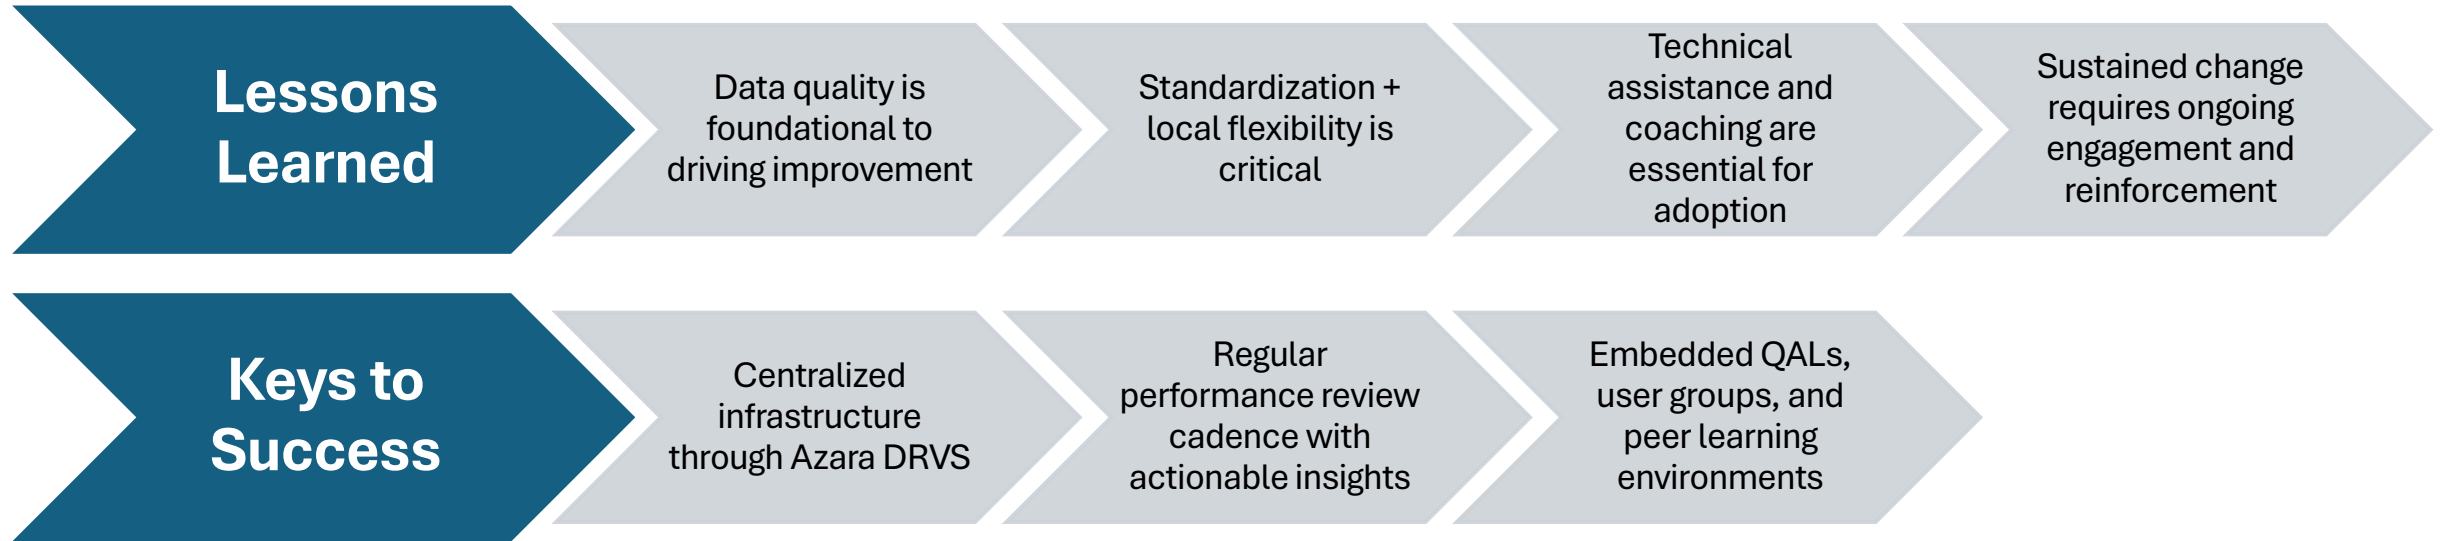 Lessons
Learned
Data quality is
foundational to
driving improvement
Standardization +
local flexibility is
critical
Technical
assistance and
coaching are
essential for
adoption
Sustained change
requires ongoing
engagement and
reinforcement
Keys to
Success
Centralized
infrastructure
through Azara DRVS
Regular
performance review
cadence with
actionable insights
Embedded QALs,
user groups, and
peer learning
environments